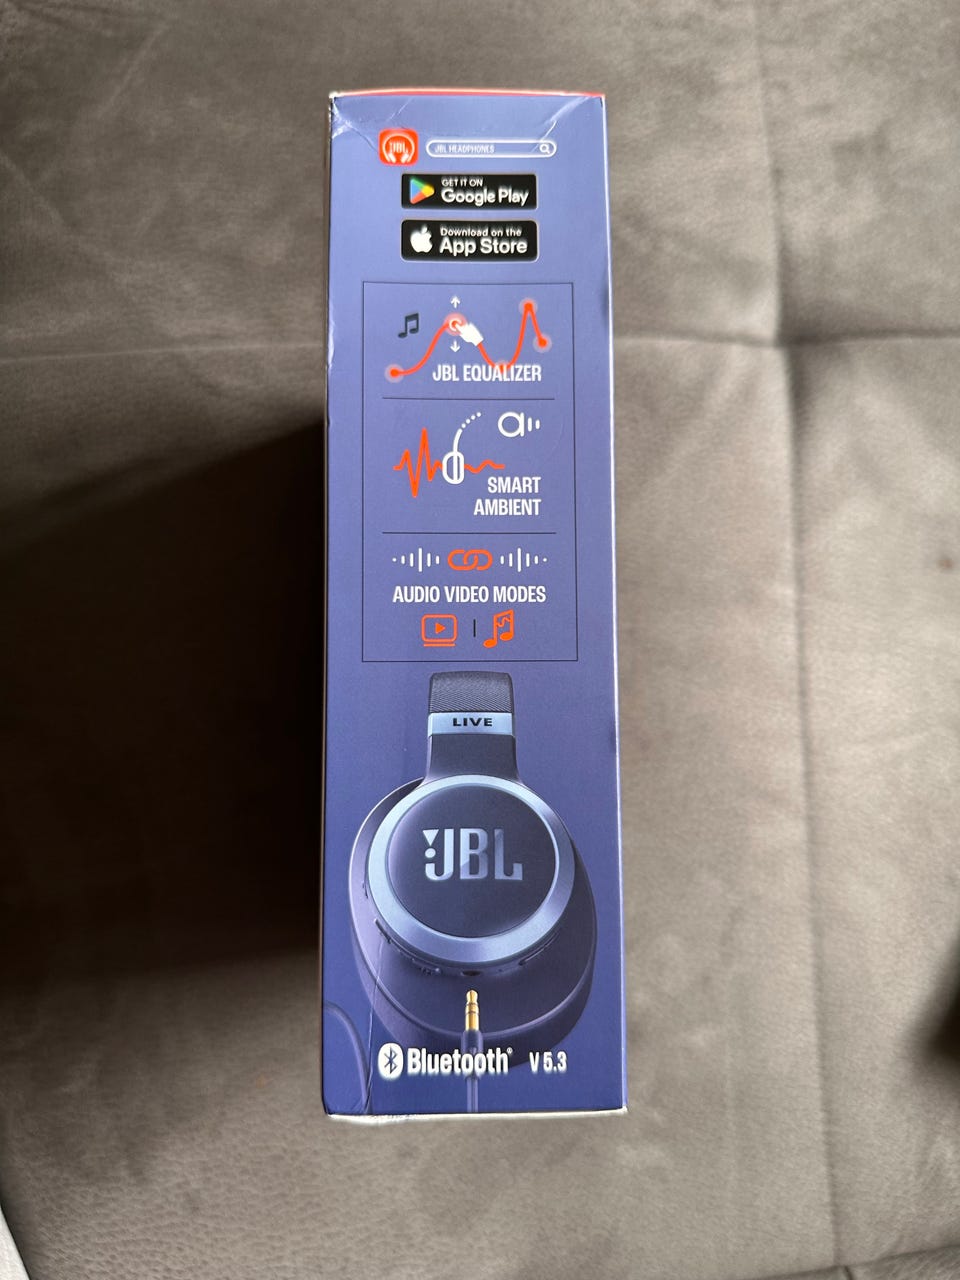 JBL
JBL HEADPHONES
GET IT ON
Google Play
Download on the
App Store
JBL EQUALIZER
SMART
AMBIENT
AUDIO VIDEO MODES
LIVE
JBL
Bluetooth® V 5.3